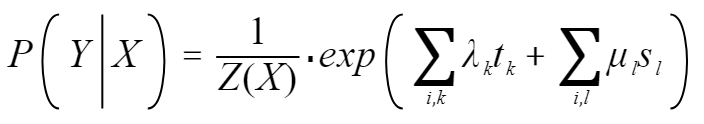 P(Y|X) = 1/Z(X) · exp(∑_{i,k} λ_k t_k + ∑_{i,l} μ_l s_l)